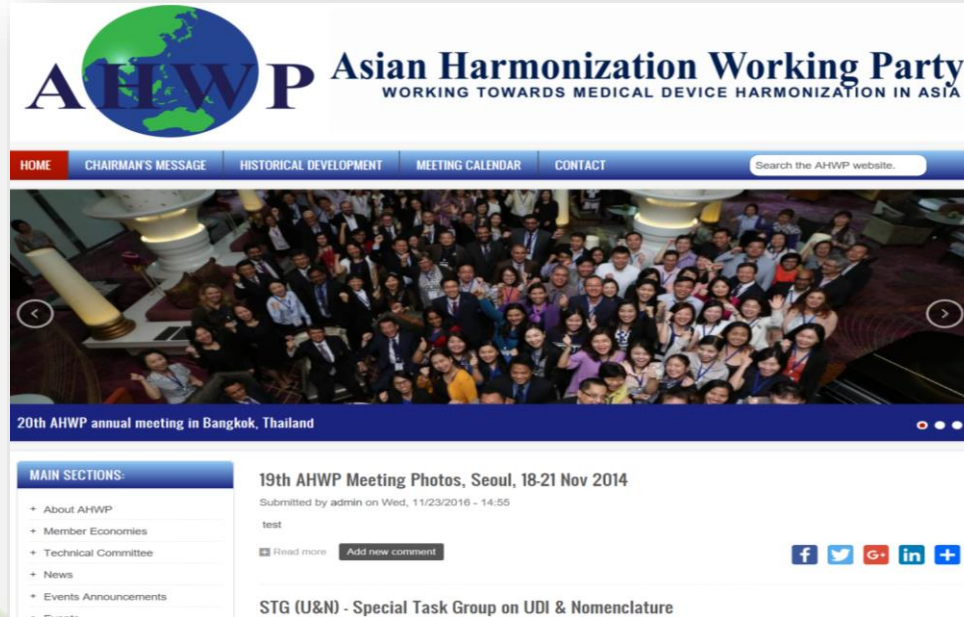 AHWP
Asian Harmonization Working Party
WORKING TOWARDS MEDICAL DEVICE HARMONIZATION IN ASIA
HOME CHAIRMAN'S MESSAGE HISTORICAL DEVELOPMENT MEETING CALENDAR CONTACT Search the AHWP website.
20th AHWP annual meeting in Bangkok, Thailand
MAIN SECTIONS:
+ About AHWP
+ Member Economies
+ Technical Committee
+ News
+ Events Announcements
19th AHWP Meeting Photos, Seoul, 18-21 Nov 2014
Submitted by admin on Wed, 11/23/2016 - 14:55
test
Read more Add new comment
STG (U&N) - Special Task Group on UDI & Nomenclature